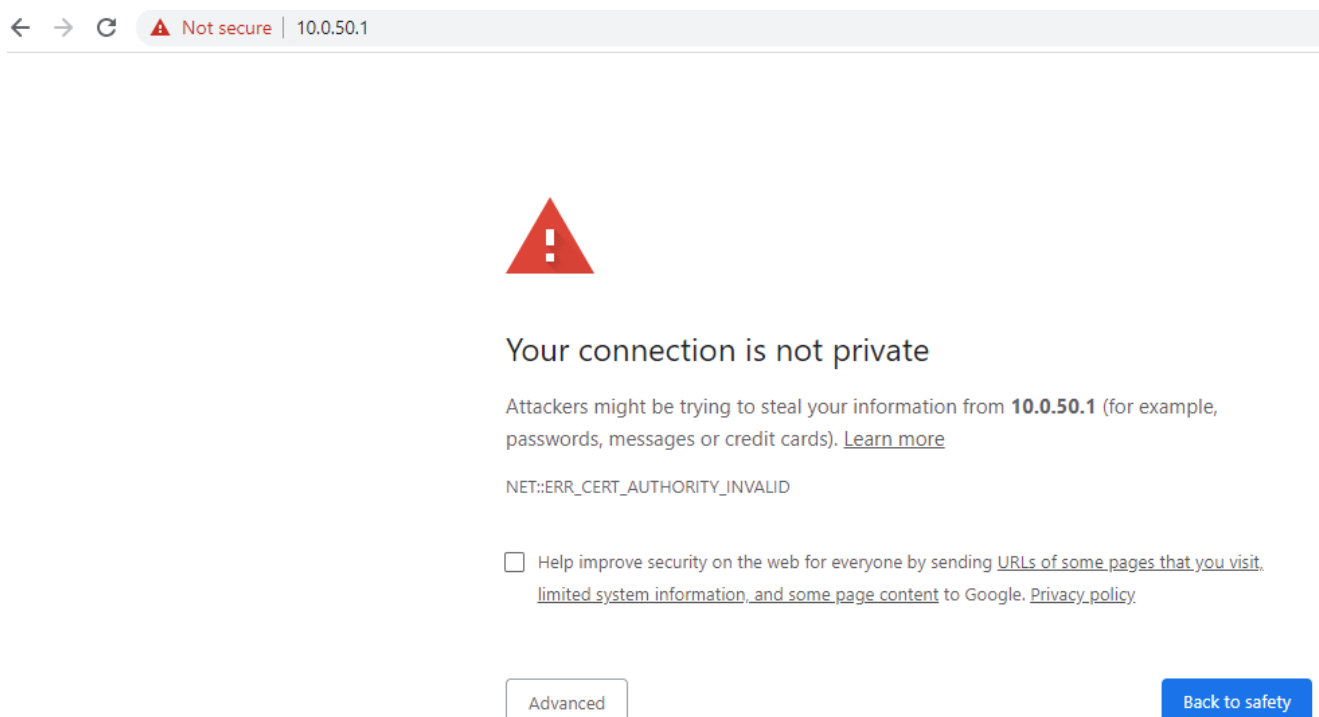 Not secure | 10.0.50.1
Your connection is not private
Attackers might be trying to steal your information from 10.0.50.1 (for example,
passwords, messages or credit cards). Learn more
NET::ERR_CERT_AUTHORITY_INVALID
Help improve security on the web for everyone by sending URLs of some pages that you visit,
limited system information, and some page content to Google. Privacy policy
Advanced
Back to safety